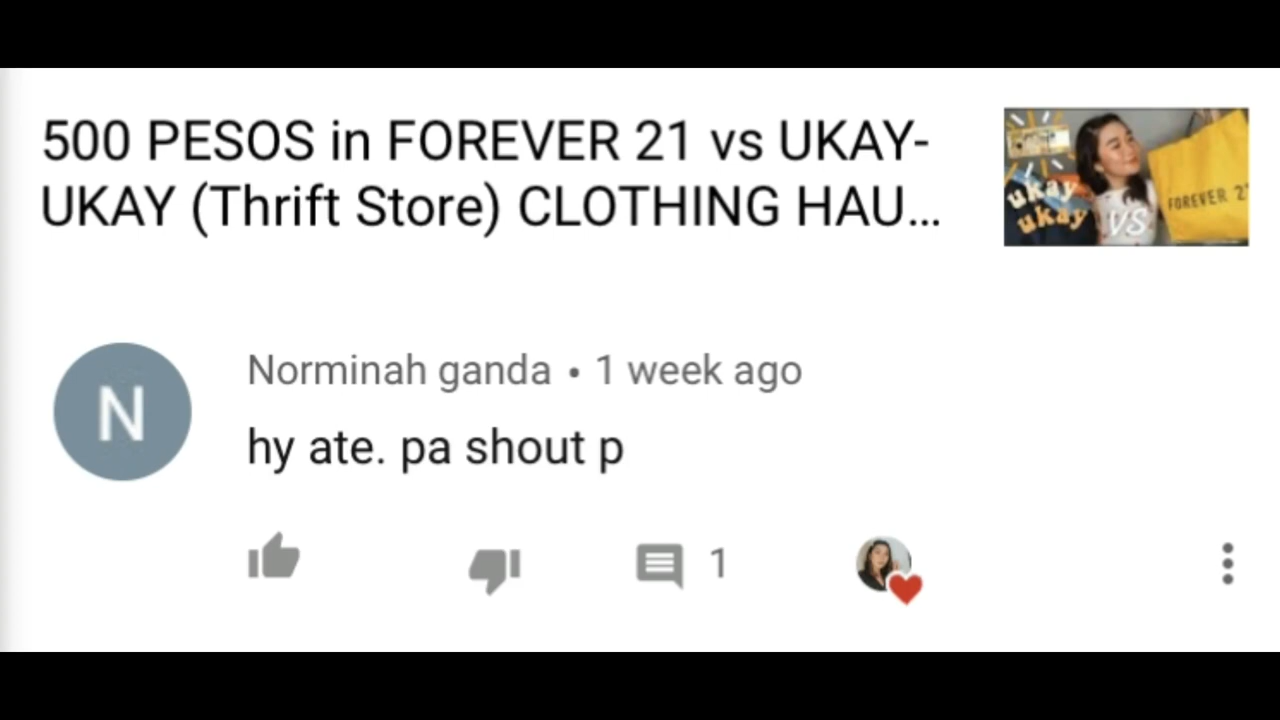 500 PESOS in FOREVER 21 vs UKAY-
UKAY (Thrift Store) CLOTHING HAU...
ukay
ukay
VS
FOREVER 2
N
Norminah ganda • 1 week ago
hy ate. pa shout p
1